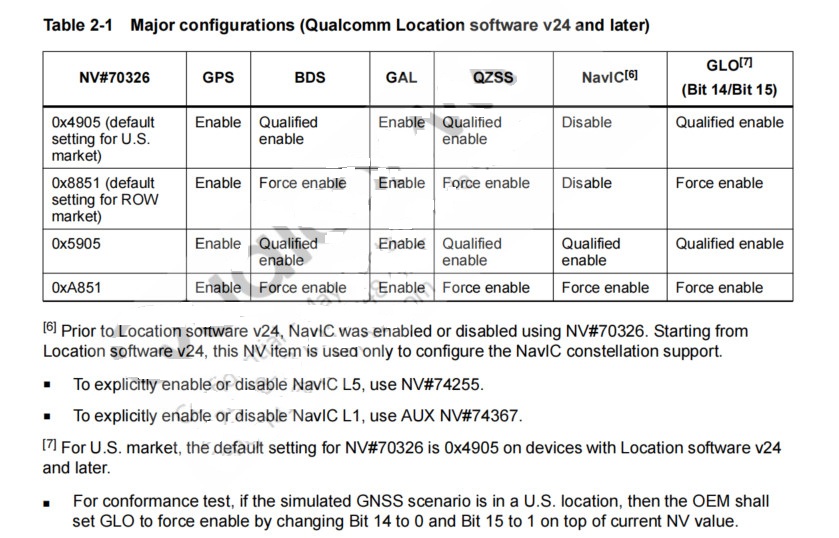 Table 2-1 Major configurations (Qualcomm Location software v24 and later)
NV#70326 GPS BDS GAL QZSS NavIC[6] GLO[7] (Bit 14/Bit 15)
0x4905 (default setting for U.S. market) Enable Qualified enable Enable Qualified enable Disable Qualified enable
0x8851 (default setting for ROW market) Enable Force enable Enable Force enable Disable Force enable
0x5905 Enable Qualified enable Enable Qualified enable Qualified enable Qualified enable
0xA851 Enable Force enable Enable Force enable Force enable Force enable
[6] Prior to Location software v24, NavIC was enabled or disabled using NV#70326. Starting from
Location software v24, this NV item is used only to configure the NavIC constellation support.
▪ To explicitly enable or disable NavIC L5, use NV#74255.
▪ To explicitly enable or disable NavIC L1, use AUX NV#74367.
[7] For U.S. market, the default setting for NV#70326 is 0x4905 on devices with Location software v24
and later.
▪ For conformance test, if the simulated GNSS scenario is in a U.S. location, then the OEM shall
set GLO to force enable by changing Bit 14 to 0 and Bit 15 to 1 on top of current NV value.